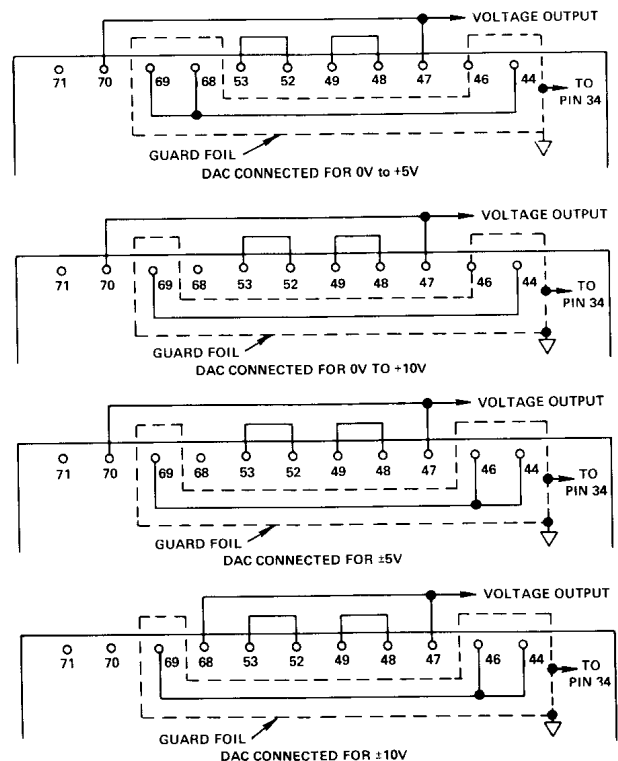 VOLTAGE OUTPUT
71 70 69 68 53 52 49 48 47 46 44
TO
PIN 34
GUARD FOIL
DAC CONNECTED FOR 0V to +5V
VOLTAGE OUTPUT
71 70 69 68 53 52 49 48 47 46 44
TO
PIN 34
GUARD FOIL
DAC CONNECTED FOR 0V TO +10V
VOLTAGE OUTPUT
71 70 69 68 53 52 49 48 47 46 44
TO
PIN 34
GUARD FOIL
DAC CONNECTED FOR ±5V
VOLTAGE OUTPUT
71 70 69 68 53 52 49 48 47 46 44
TO
PIN 34
GUARD FOIL
DAC CONNECTED FOR ±10V